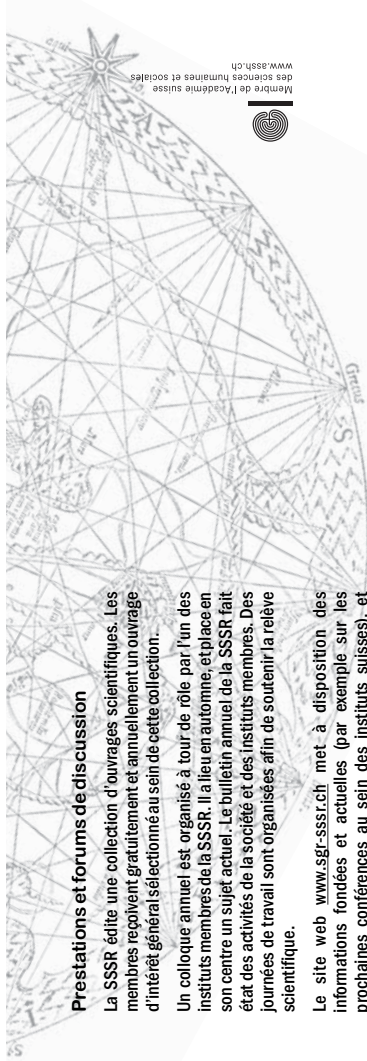 Prestations et forums de discussion
La SSSR édite une collection d'ouvrages scientifiques. Les
membres reçoivent gratuitement et annuellement un ouvrage
d'intérêt général sélectionné au sein de cette collection.
Un colloque annuel est organisé à tour de rôle par l'un des
instituts membres de la SSSR. Il a lieu en automne, et place en
son centre un sujet actuel. Le bulletin annuel de la SSSR fait
état des activités de la société et des instituts membres. Des
journées de travail sont organisées afin de soutenir la relève
scientifique.
Le site web www.sgr-sssr.ch met à disposition des
informations fondées et actuelles (par exemple sur les
prochaines conférences au sein des instituts suisses), et
Membre de l'Académie suisse
des sciences humaines et sociales
www.assh.ch
Grecus
S